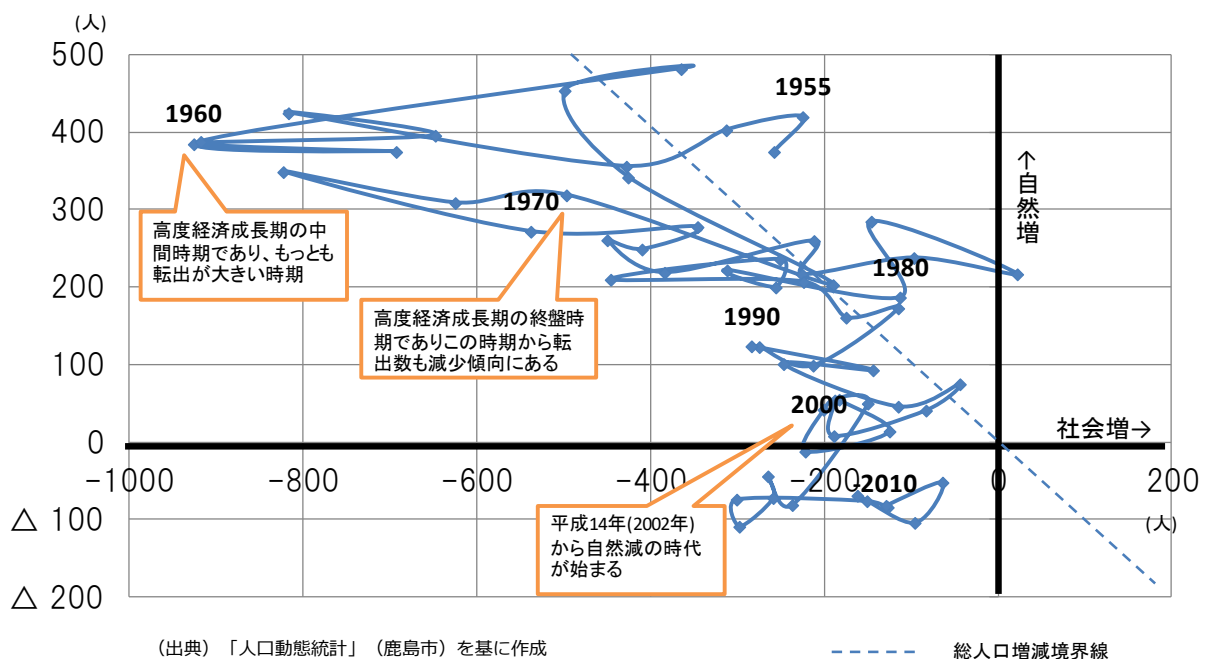 (人)
500
400
300
200
100
0
△ 100
△ 200
-1000
-800
-600
-400
-200
0
200
(人)
1955
1960
1970
1980
1990
2000
2010
↑自然増
社会増→
高度経済成長期の中
間時期であり、もっとも
転出が大きい時期
高度経済成長期の終盤時
期でありこの時期から転
出数も減少傾向にある
平成14年(2002年)
から自然減の時代
が始まる
（出典）「人口動態統計」（鹿島市）を基に作成
総人口増減境界線